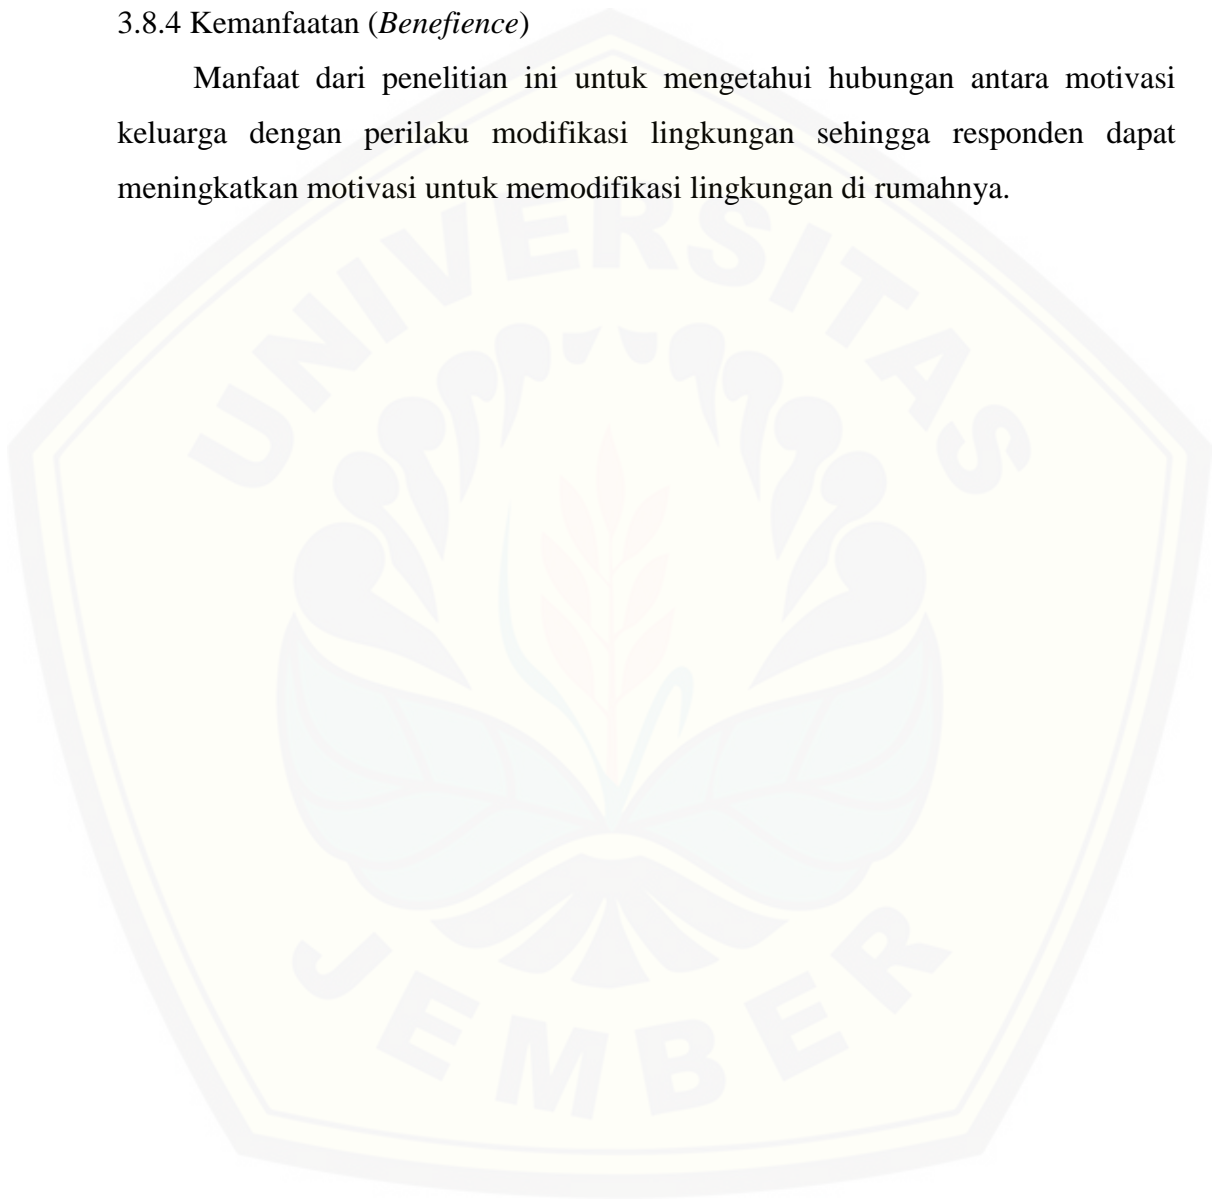 3.8.4 Kemanfaatan (Benefience)
Manfaat dari penelitian ini untuk mengetahui hubungan antara motivasi
keluarga dengan perilaku modifikasi lingkungan sehingga responden dapat
meningkatkan motivasi untuk memodifikasi lingkungan di rumahnya.
UNIVERSITAS
JEMBER